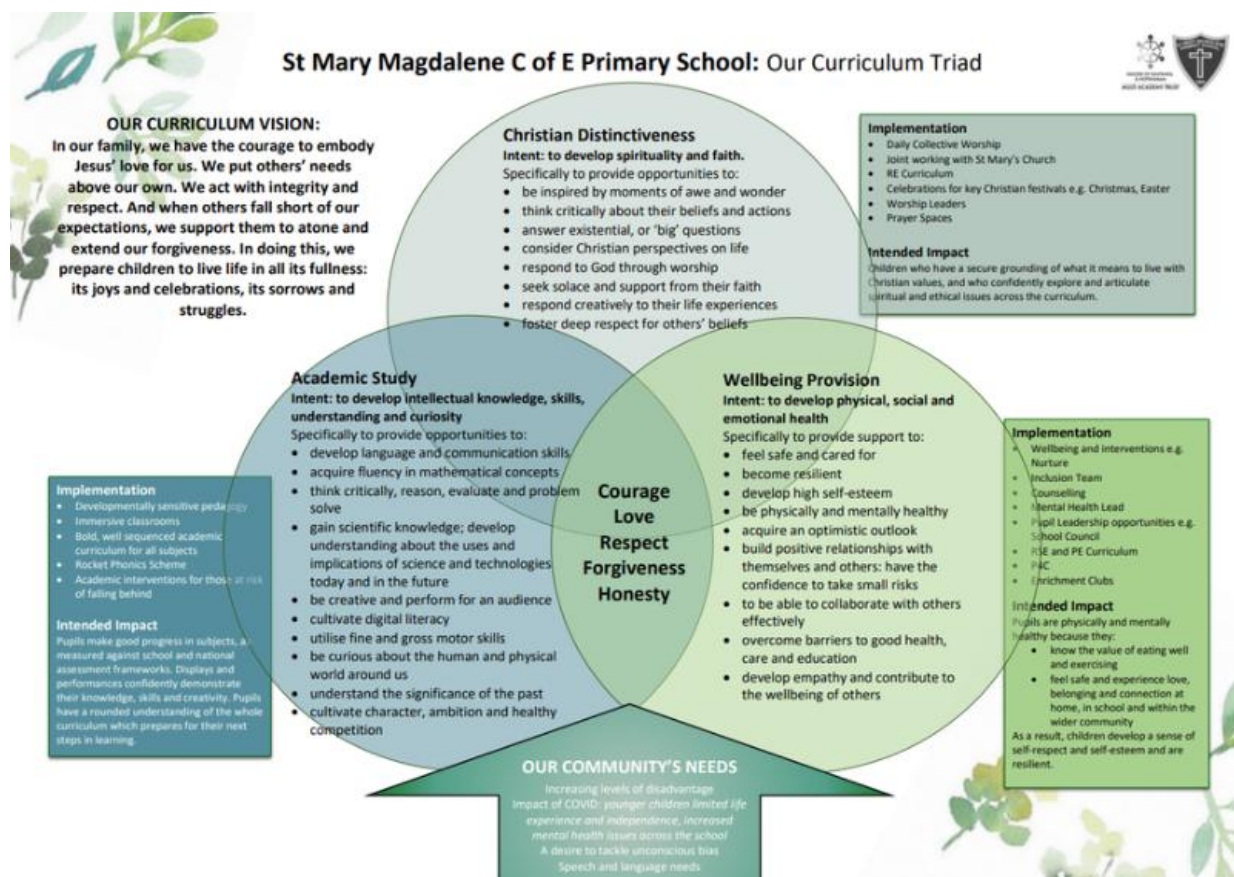 St Mary Magdalene C of E Primary School: Our Curriculum Triad
OUR CURRICULUM VISION:
In our family, we have the courage to embody
Jesus' love for us. We put others' needs
above our own. We act with integrity and
respect. And when others fall short of our
expectations, we support them to atone and
extend our forgiveness. In doing this, we
prepare children to live life in all its fullness:
its joys and celebrations, its sorrows and
struggles.
Christian Distinctiveness
Intent: to develop spirituality and faith.
Specifically to provide opportunities to:
• be inspired by moments of awe and wonder
• think critically about their beliefs and actions
• answer existential, or 'big' questions
• consider Christian perspectives on life
• respond to God through worship
• seek solace and support from their faith
• respond creatively to their life experiences
• foster deep respect for others' beliefs
Implementation
• Daily Collective Worship
• Joint working with St Mary's Church
• RE Curriculum
• Celebrations for key Christian festivals e.g. Christmas, Easter
• Worship Leaders
• Prayer Spaces
Intended Impact
Children who have a secure grounding of what it means to live with
Christian values, and who confidently explore and articulate
spiritual and ethical issues across the curriculum.
Academic Study
Intent: to develop intellectual knowledge, skills,
understanding and curiosity
Specifically to provide opportunities to:
• develop language and communication skills
• acquire fluency in mathematical concepts
• think critically, reason, evaluate and problem
solve
• gain scientific knowledge; develop
understanding about the uses and
implications of science and technologies
today and in the future
• be creative and perform for an audience
• cultivate digital literacy
• utilise fine and gross motor skills
• be curious about the human and physical
world around us
• understand the significance of the past
• cultivate character, ambition and healthy
competition
Implementation
• Developmentally sensitive pedagogy
• Immersive classrooms
• Bold, well sequenced academic
curriculum for all subjects
• Rocket Phonics Scheme
• Academic interventions for those at risk
of falling behind
Intended Impact
Pupils make good progress in subjects, as
measured against school and national
assessment frameworks. Displays and
performances confidently demonstrate
their knowledge, skills and creativity. Pupils
have a rounded understanding of the whole
curriculum which prepares for their next
steps in learning.
Courage
Love
Respect
Forgiveness
Honesty
Wellbeing Provision
Intent: to develop physical, social and
emotional health
Specifically to provide support to:
• feel safe and cared for
• become resilient
• develop high self-esteem
• be physically and mentally healthy
• acquire an optimistic outlook
• build positive relationships with
themselves and others: have the
confidence to take small risks
• to be able to collaborate with others
effectively
• overcome barriers to good health,
care and education
• develop empathy and contribute to
the wellbeing of others
Implementation
• Wellbeing and interventions e.g.
Nurture
• Inclusion Team
• Counselling
• Mental Health Lead
• Pupil Leadership opportunities e.g.
School Council
• RSE and PE Curriculum
• P4C
• Enrichment Clubs
Intended Impact
Pupils are physically and mentally
healthy because they:
• know the value of eating well
and exercising
• feel safe and experience love,
belonging and connection at
home, in school and within the
wider community
As a result, children develop a sense of
self-respect and self-esteem and are
resilient.
OUR COMMUNITY'S NEEDS
Increasing levels of disadvantage
Impact of COVID: younger children limited life
experience and independence, increased
mental health issues across the school
A desire to tackle unconscious bias
Speech and language needs